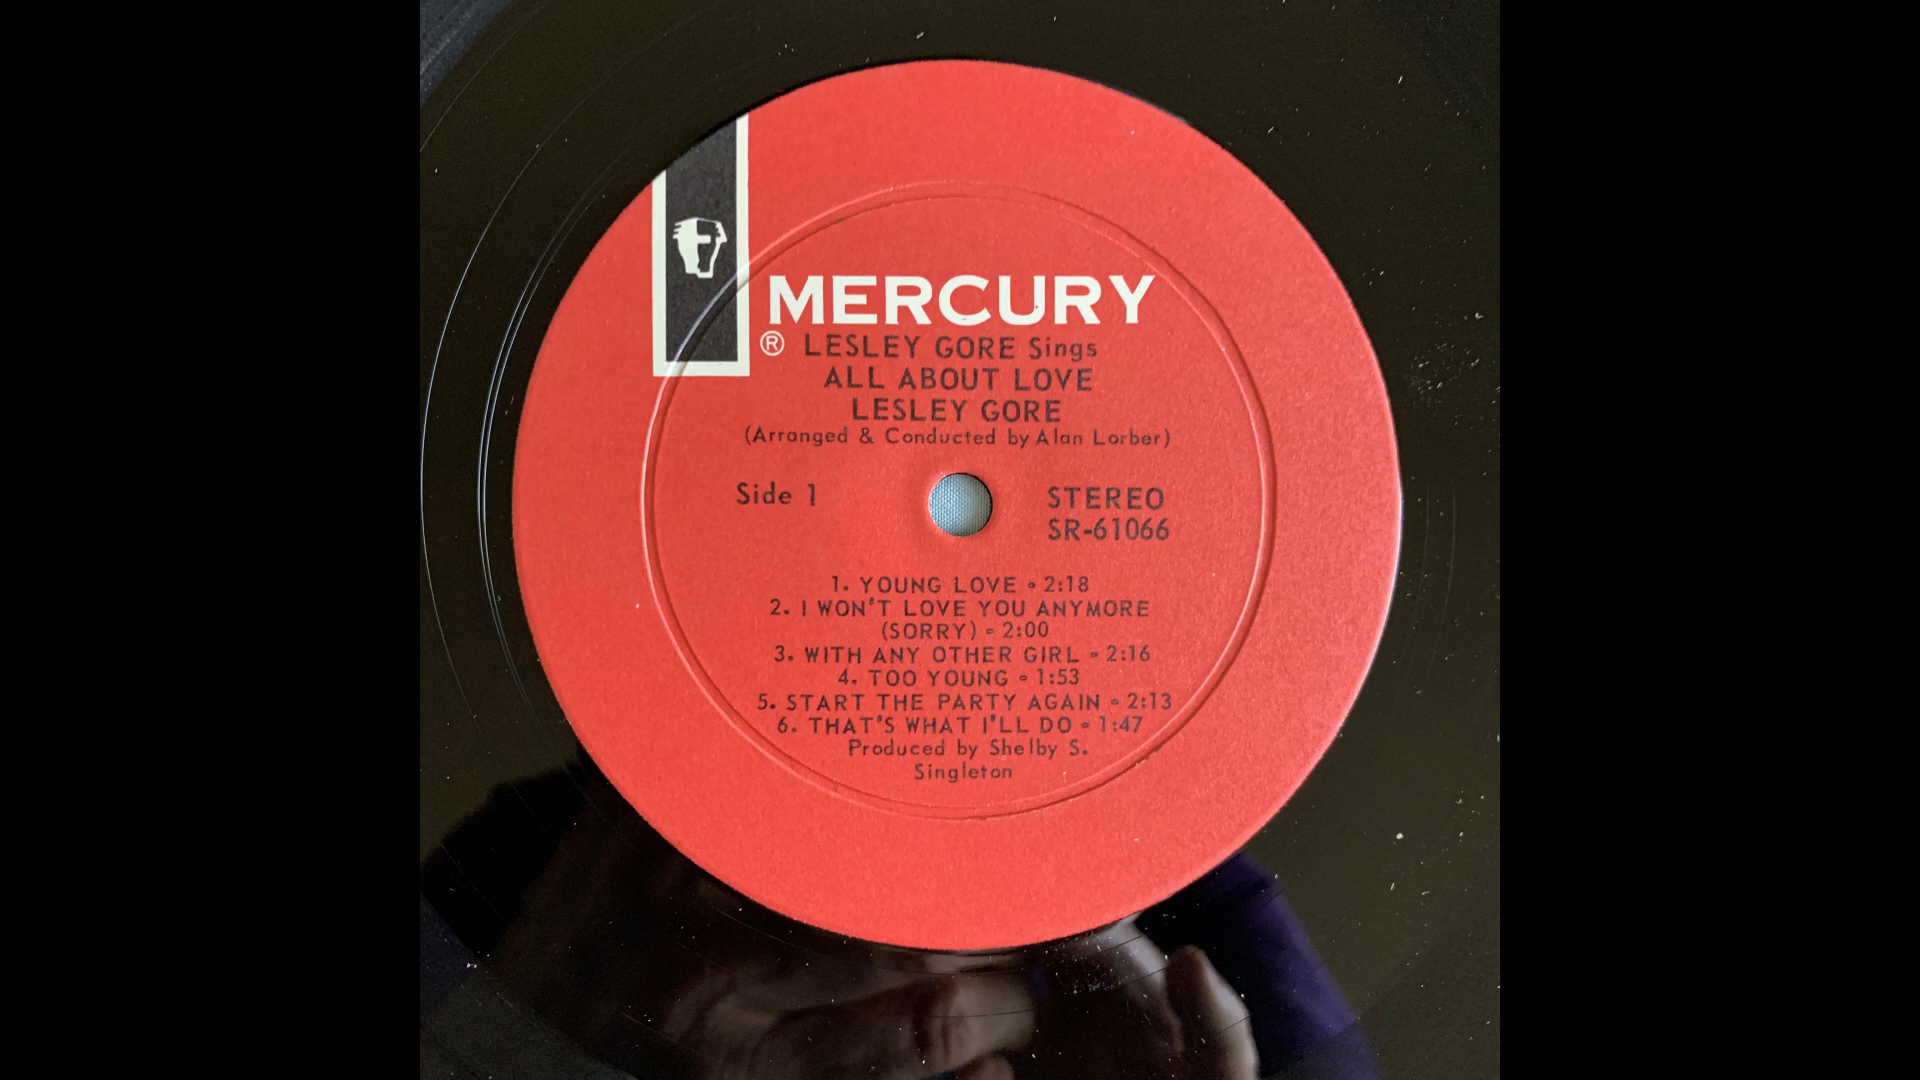 MERCURY
® LESLEY GORE Sings
ALL ABOUT LOVE
LESLEY GORE
(Arranged & Conducted by Alan Lorber)
Side 1
STEREO
SR-61066
1. YOUNG LOVE - 2:18
2. I WON'T LOVE YOU ANYMORE
(SORRY) - 2:00
3. WITH ANY OTHER GIRL - 2:16
4. TOO YOUNG - 1:53
5. START THE PARTY AGAIN - 2:13
6. THAT'S WHAT I'LL DO - 1:47
Produced by Shelby S.
Singleton